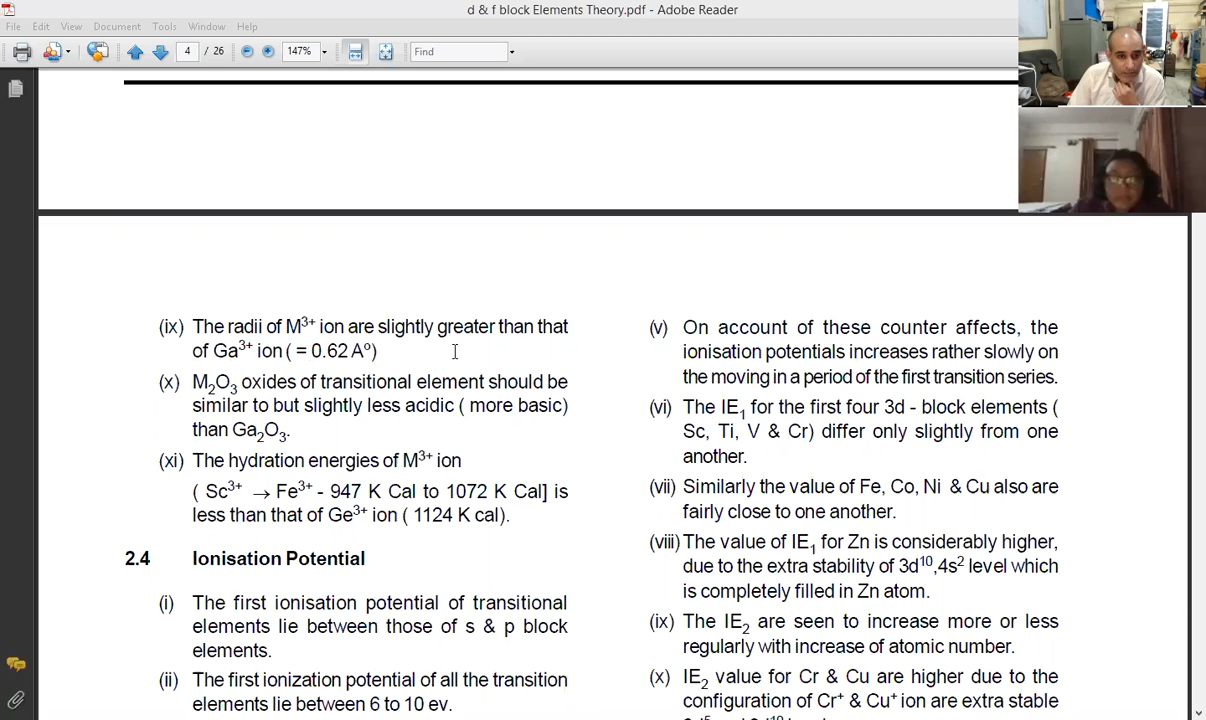 d & f block Elements Theory.pdf - Adobe Reader
File Edit View Document Tools Window Help
4 / 26 147% Find
(ix) The radii of M³⁺ ion are slightly greater than that
of Ga³⁺ ion ( = 0.62 Aº)
(x) M₂O₃ oxides of transitional element should be
similar to but slightly less acidic ( more basic)
than Ga₂O₃.
(xi) The hydration energies of M³⁺ ion
( Sc³⁺ → Fe³⁺ - 947 K Cal to 1072 K Cal] is
less than that of Ge³⁺ ion ( 1124 K cal).
2.4 Ionisation Potential
(i) The first ionisation potential of transitional
elements lie between those of s & p block
elements.
(ii) The first ionization potential of all the transition
elements lie between 6 to 10 ev.
(v) On account of these counter affects, the
ionisation potentials increases rather slowly on
the moving in a period of the first transition series.
(vi) The IE₁ for the first four 3d - block elements (
Sc, Ti, V & Cr) differ only slightly from one
another.
(vii) Similarly the value of Fe, Co, Ni & Cu also are
fairly close to one another.
(viii) The value of IE₁ for Zn is considerably higher,
due to the extra stability of 3d¹⁰,4s² level which
is completely filled in Zn atom.
(ix) The IE₂ are seen to increase more or less
regularly with increase of atomic number.
(x) IE₂ value for Cr & Cu are higher due to the
configuration of Cr⁺ & Cu⁺ ion are extra stable